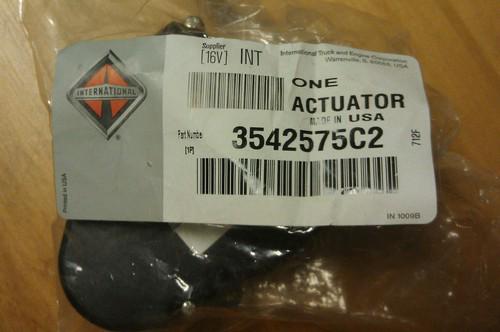 Supplier
[16V] INT
International Truck and Engine Corporation
Warrenville, IL 60555, USA
INTERNATIONAL
®
ONE
ACTUATOR
MADE IN USA
Part Number
3542575C2
[1P]
712F
Printed in USA
IN 1009B